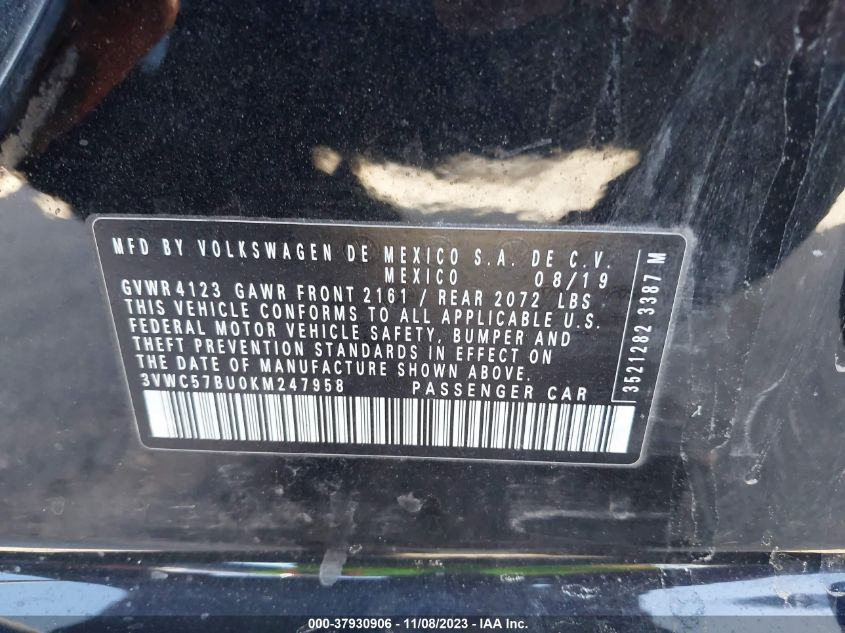 MFD BY VOLKSWAGEN DE MEXICO S.A. DE C.V.
MEXICO 08/19
GVWR 4123 GAWR FRONT 2161 / REAR 2072 LBS
THIS VEHICLE CONFORMS TO ALL APPLICABLE U.S.
FEDERAL MOTOR VEHICLE SAFETY, BUMPER AND
THEFT PREVENTION STANDARDS IN EFFECT ON
THE DATE OF MANUFACTURE SHOWN ABOVE.
3VWC57BU0KM247958 PASSENGER CAR
3521282 3387 M
000-37930906 - 11/08/2023 - IAA Inc.